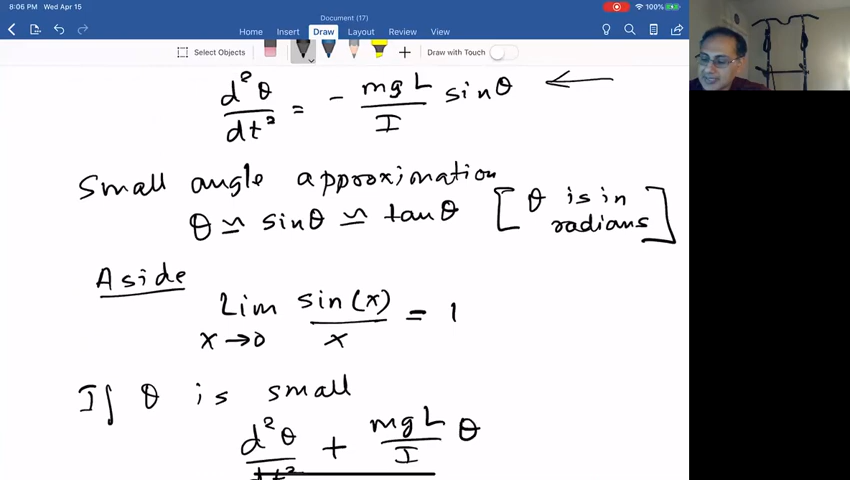 8:06 PM Wed Apr 15
100%
Document (17)
Home Insert Draw Layout Review View
Select Objects
Draw with Touch
d²θ/dt² = - mgL/I sinθ ←
Small angle approximation
θ ≃ sinθ ≃ tanθ [θ is in radians]
Aside
Lim x→0 sin(x)/x = 1
If θ is small
d²θ/dt² + mgL/I θ